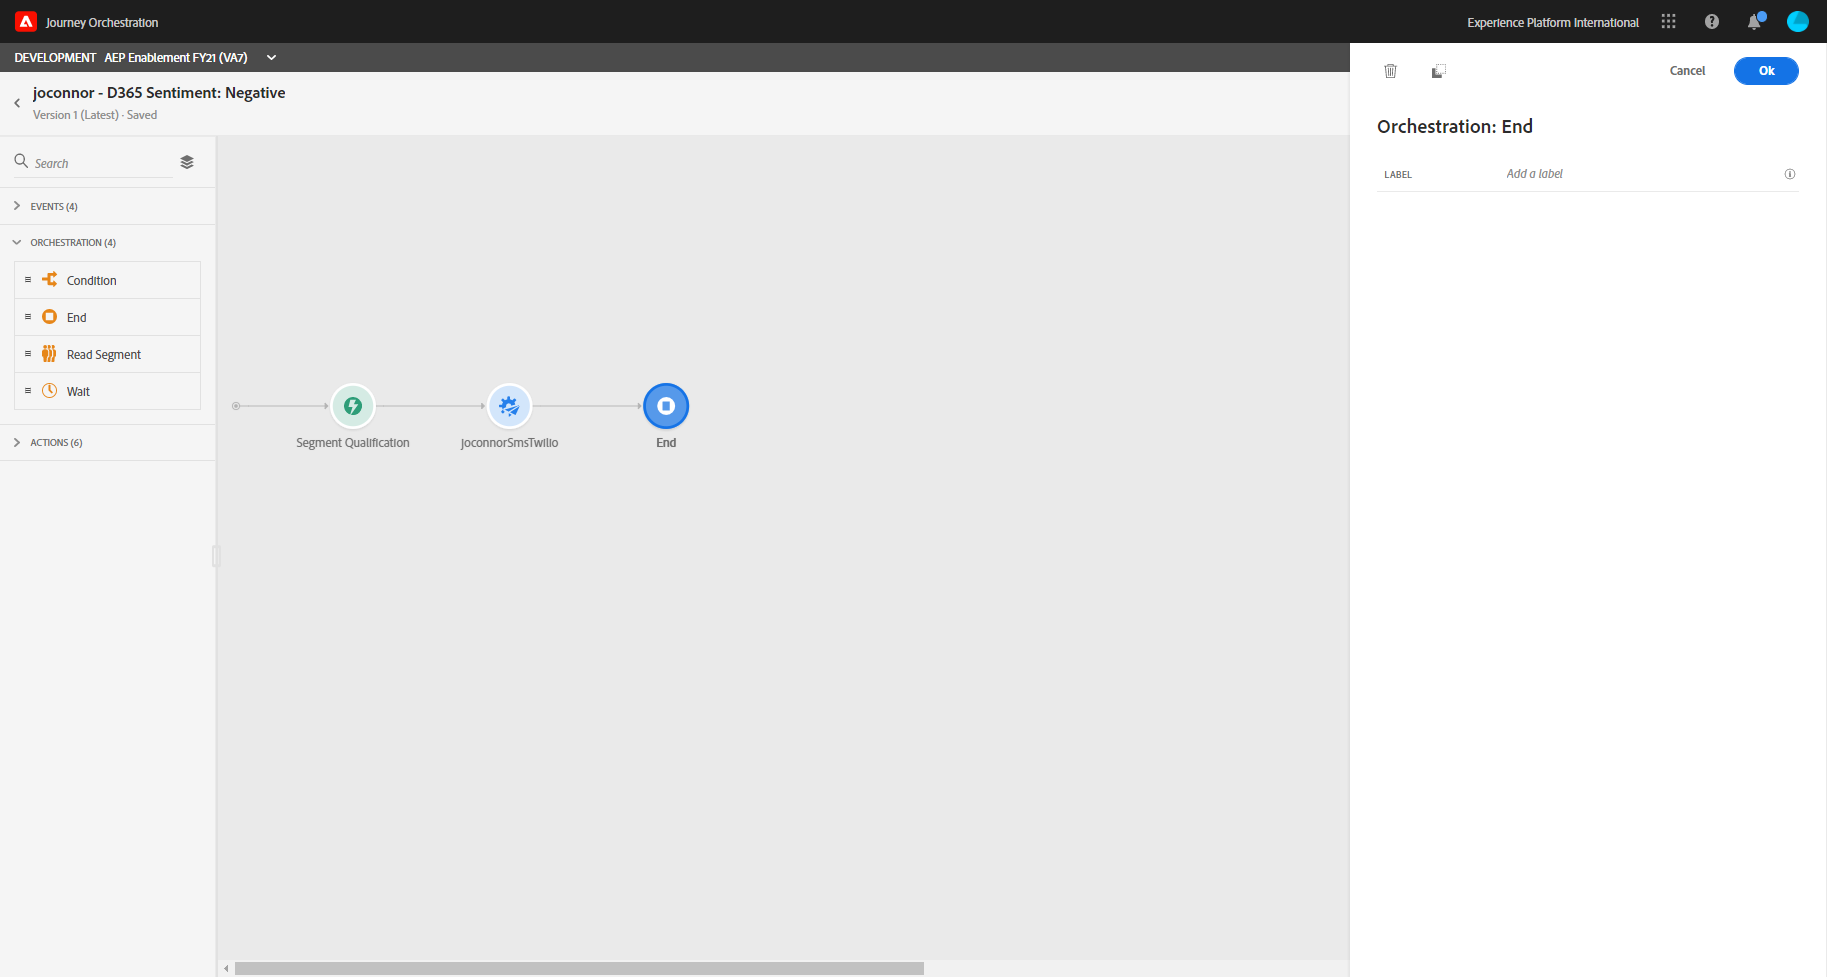 Journey Orchestration
Experience Platform International
DEVELOPMENT AEP Enablement FY21 (VA7)
joconnor - D365 Sentiment: Negative
Version 1 (Latest) · Saved
Cancel
Ok
Orchestration: End
LABEL
Add a label
Search
EVENTS (4)
ORCHESTRATION (4)
Condition
End
Read Segment
Wait
ACTIONS (6)
Segment Qualification
joconnorSmsTwilio
End